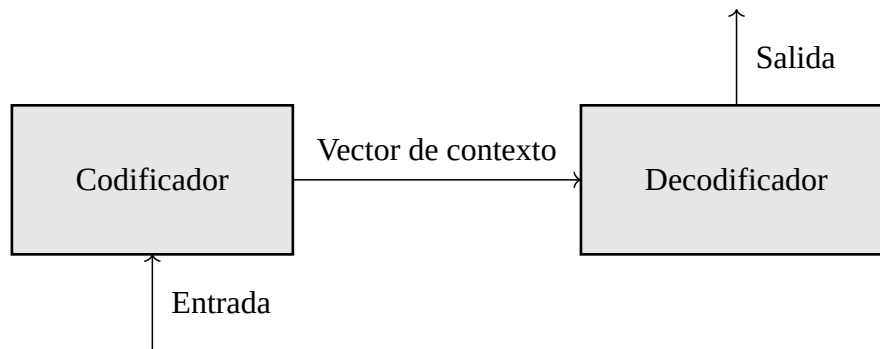 Salida
Vector de contexto
Codificador
Decodificador
Entrada